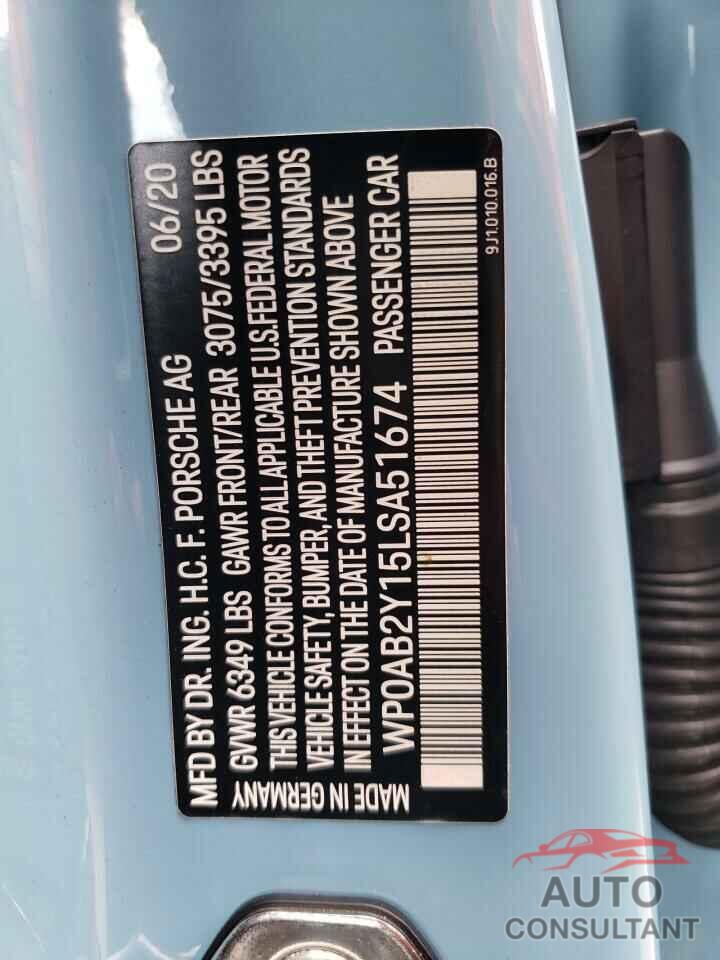 MFD BY DR. ING. H.C. F. PORSCHE AG 06/20
GVWR 6349 LBS GAWR FRONT/REAR 3075/3395 LBS
THIS VEHICLE CONFORMS TO ALL APPLICABLE U.S. FEDERAL MOTOR
VEHICLE SAFETY, BUMPER, AND THEFT PREVENTION STANDARDS
IN EFFECT ON THE DATE OF MANUFACTURE SHOWN ABOVE
WP0AB2Y15LSA51674 PASSENGER CAR
MADE IN GERMANY
9J1.010.016.B
AUTO
CONSULTANT